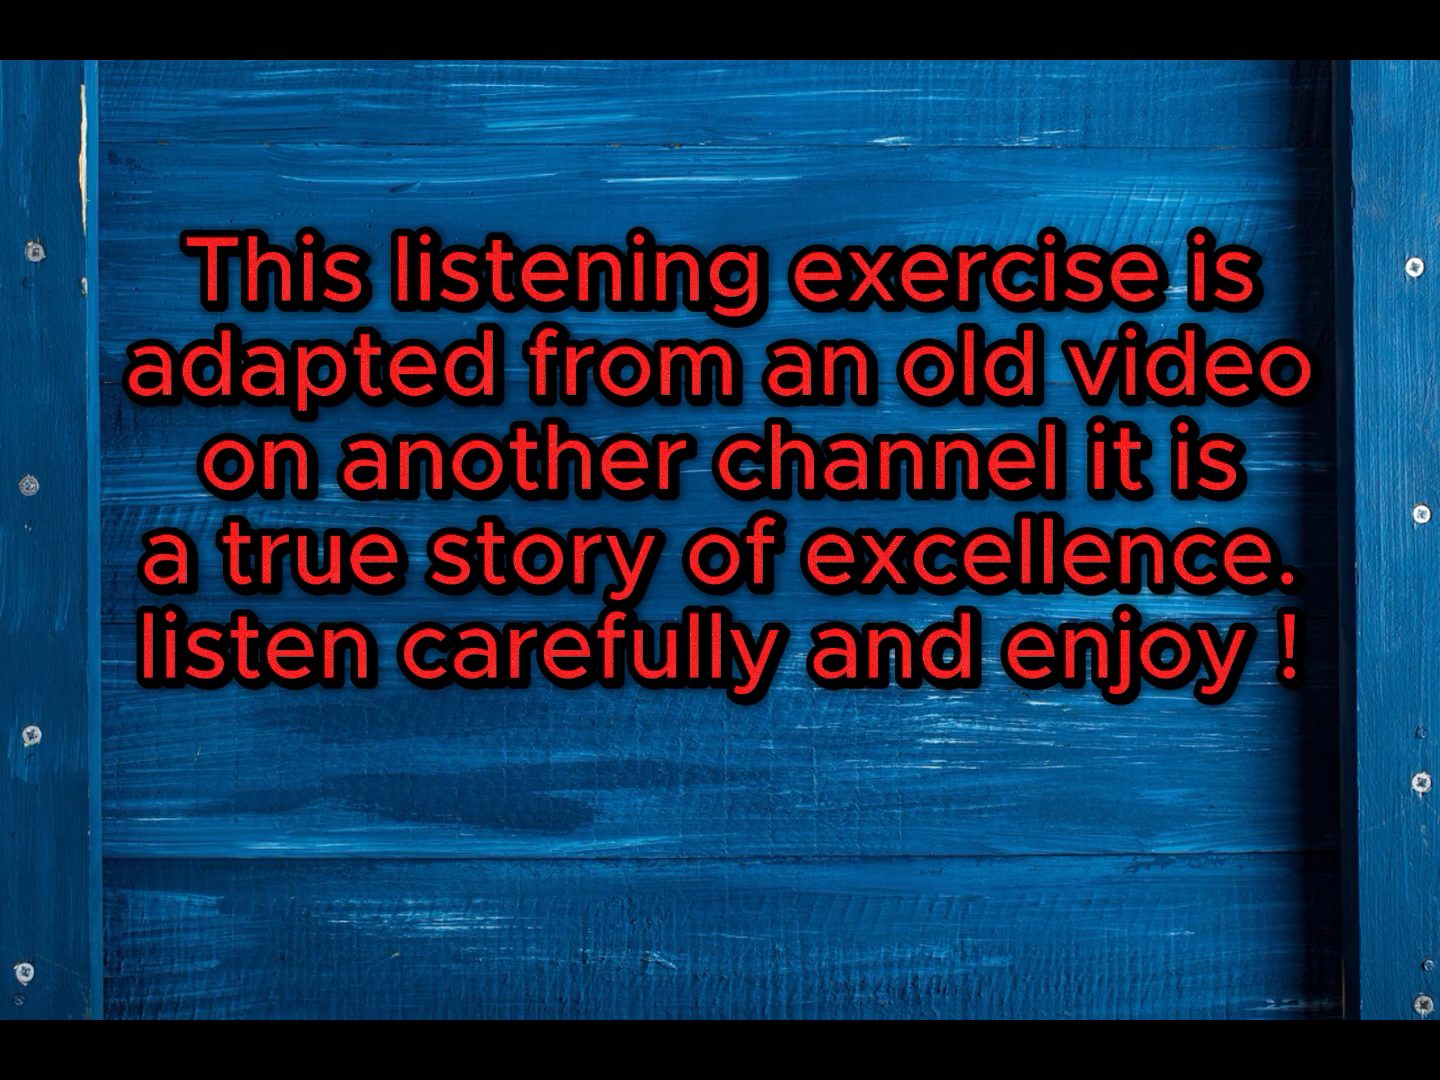 This listening exercise is
adapted from an old video
on another channel it is
a true story of excellence.
listen carefully and enjoy !